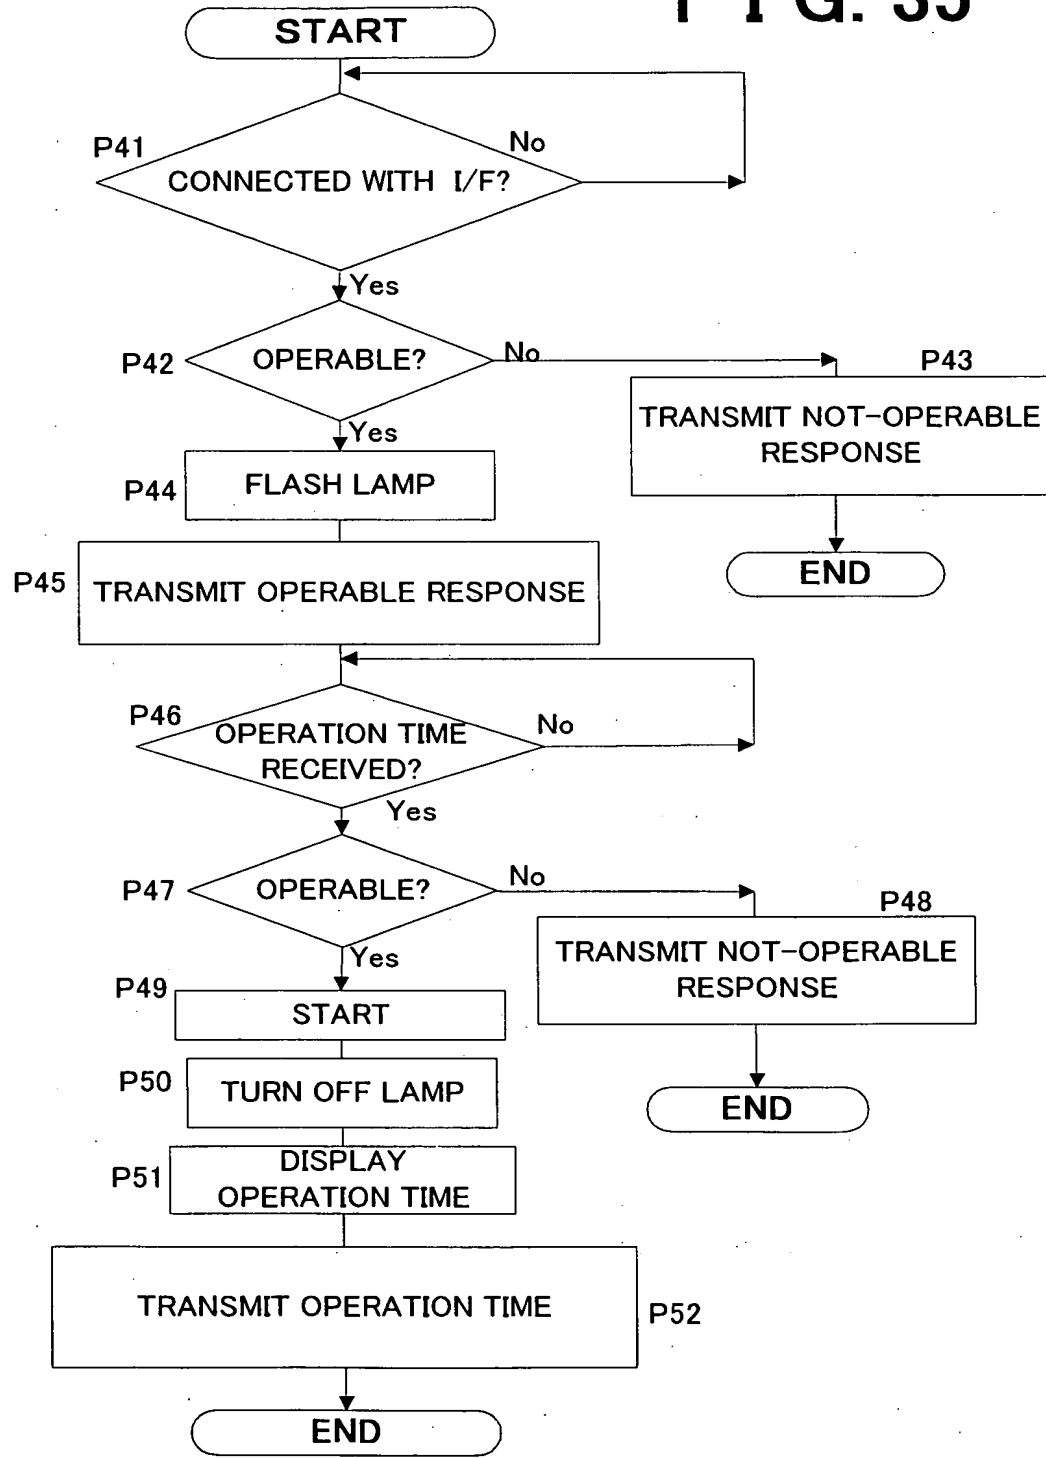 F I G.
START
P41
No
CONNECTED WITH I/F?
Yes
P42
OPERABLE?
No
P43
TRANSMIT NOT-OPERABLE
RESPONSE
END
Yes
P44
FLASH LAMP
P45
TRANSMIT OPERABLE RESPONSE
P46
OPERATION TIME
RECEIVED?
No
Yes
P47
OPERABLE?
No
P48
TRANSMIT NOT-OPERABLE
RESPONSE
END
Yes
P49
START
P50
TURN OFF LAMP
P51
DISPLAY
OPERATION TIME
TRANSMIT OPERATION TIME
P52
END